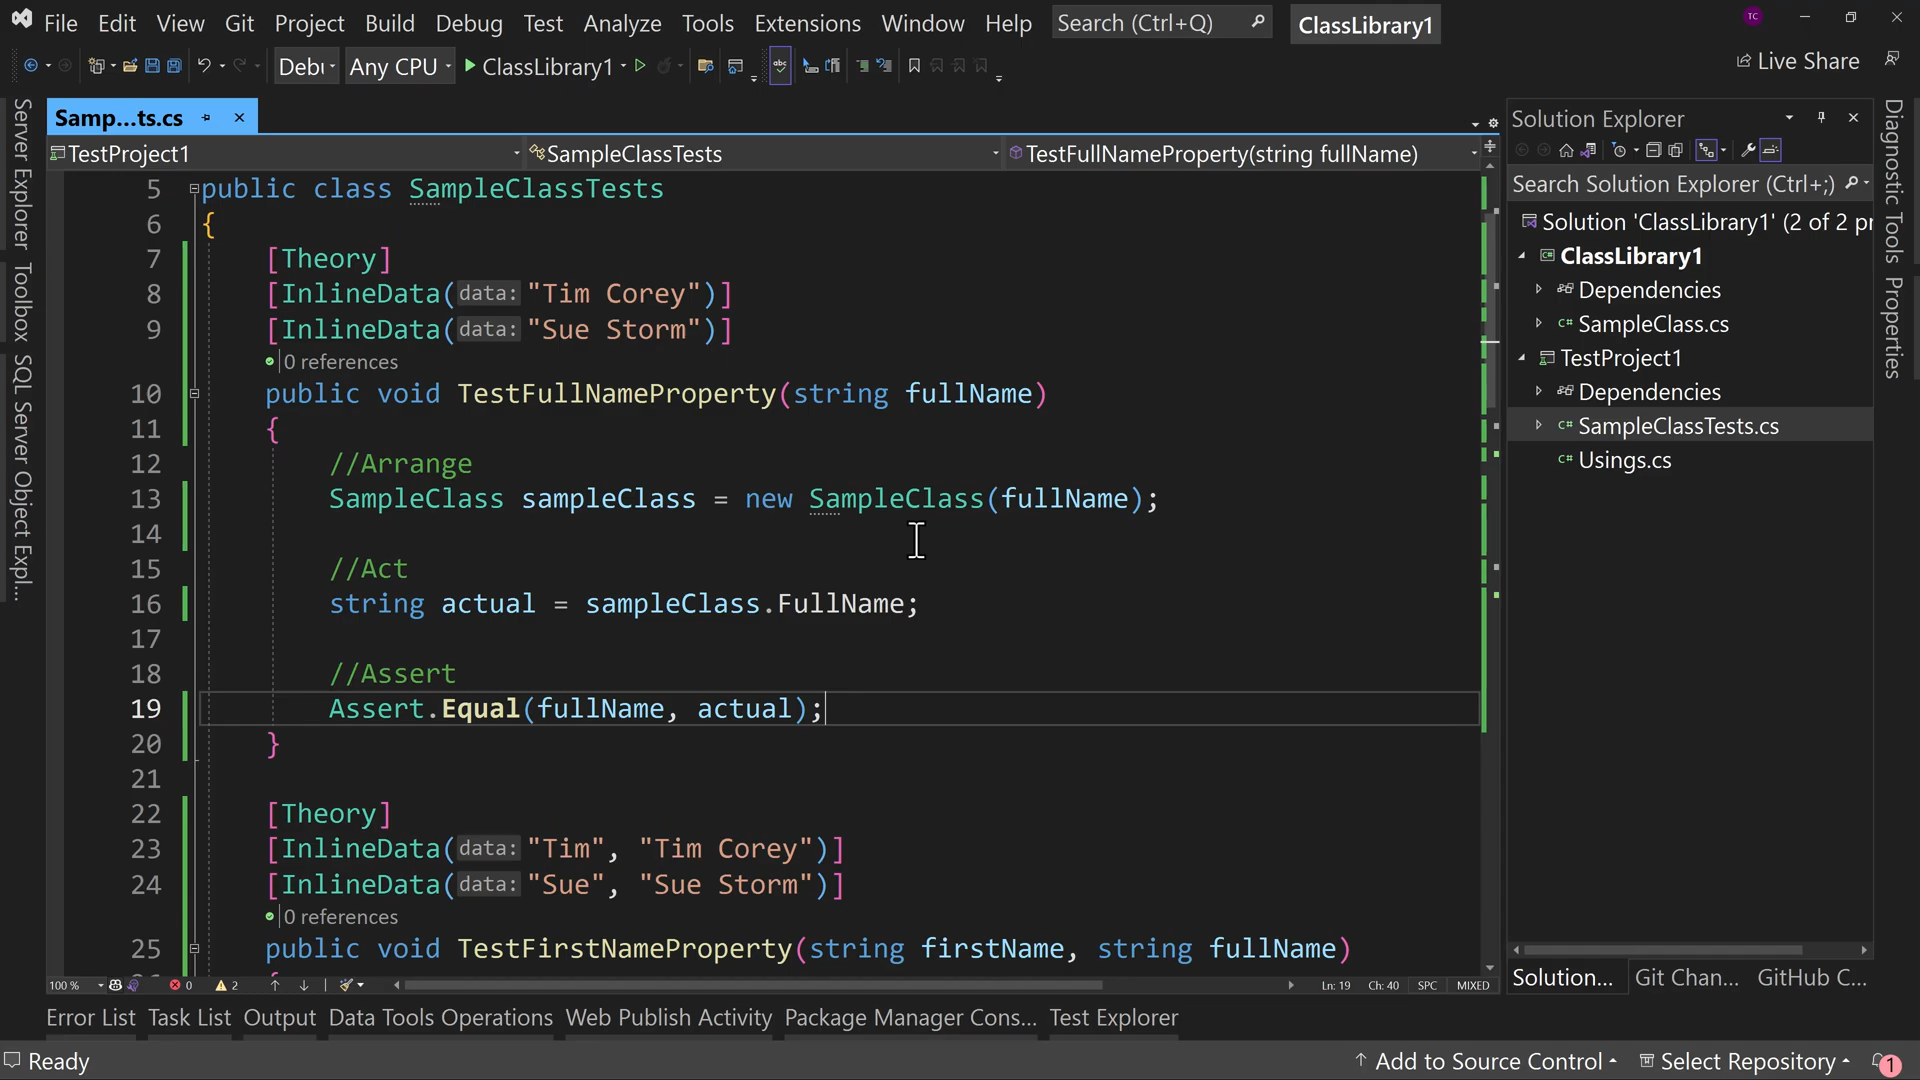 File Edit View Git Project Build Debug Test Analyze Tools Extensions Window Help Search (Ctrl+Q) ClassLibrary1
TC
Debu Any CPU ClassLibrary1 abc Live Share
Samp...ts.cs
TestProject1 SampleClassTests TestFullNameProperty(string fullName)
5 public class SampleClassTests
6 {
7 [Theory]
8 [InlineData(data: "Tim Corey")]
9 [InlineData(data: "Sue Storm")]
0 references
10 public void TestFullNameProperty(string fullName)
11 {
12 //Arrange
13 SampleClass sampleClass = new SampleClass(fullName);
14
15 //Act
16 string actual = sampleClass.FullName;
17
18 //Assert
19 Assert.Equal(fullName, actual);
20 }
21
22 [Theory]
23 [InlineData(data: "Tim", "Tim Corey")]
24 [InlineData(data: "Sue", "Sue Storm")]
0 references
25 public void TestFirstNameProperty(string firstName, string fullName)
100 % 0 2 Ln: 19 Ch: 40 SPC MIXED
Error List Task List Output Data Tools Operations Web Publish Activity Package Manager Cons... Test Explorer
Ready Add to Source Control Select Repository 1
Server Explorer
Toolbox
SQL Server Object Expl...
Solution Explorer
Search Solution Explorer (Ctrl+;)
Solution 'ClassLibrary1' (2 of 2 pr
ClassLibrary1
Dependencies
C# SampleClass.cs
TestProject1
Dependencies
C# SampleClassTests.cs
C# Usings.cs
Solution... Git Chan... GitHub C...
Diagnostic Tools
Properties